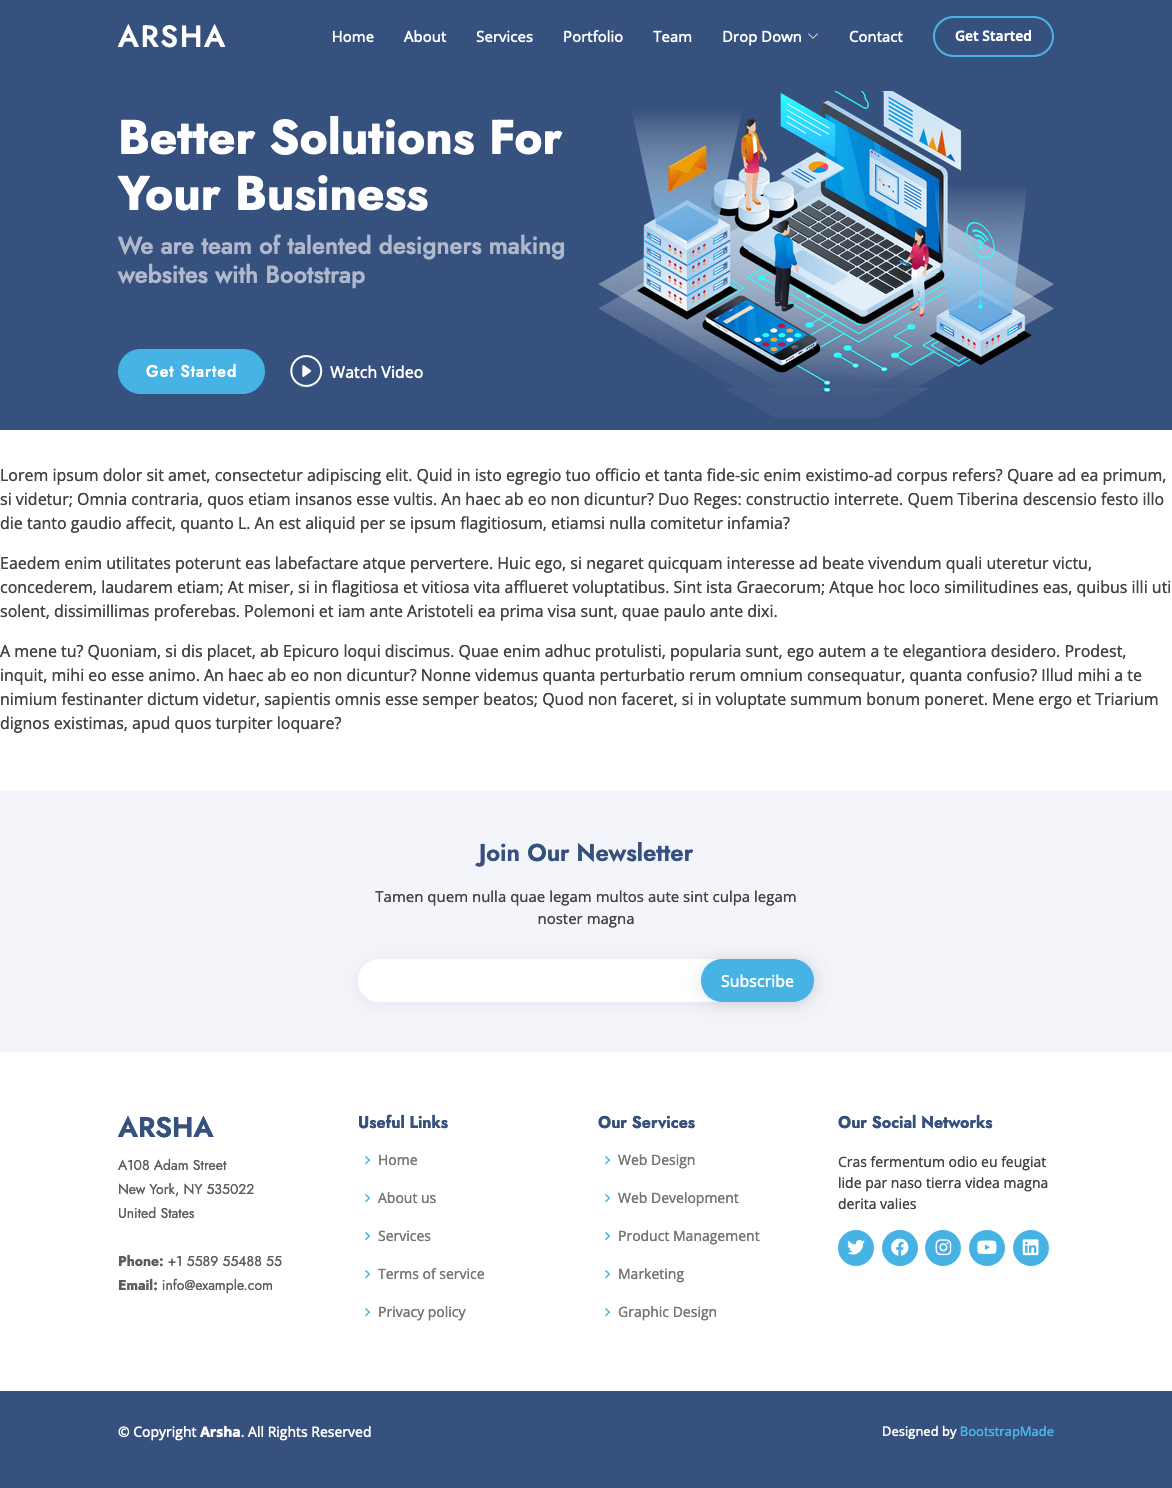 ARSHA
Home About Services Portfolio Team Drop Down Contact Get Started
Better Solutions For
Your Business
We are team of talented designers making
websites with Bootstrap
Get Started Watch Video
Lorem ipsum dolor sit amet, consectetur adipiscing elit. Quid in isto egregio tuo officio et tanta fide-sic enim existimo-ad corpus refers? Quare ad ea primum,
si videtur; Omnia contraria, quos etiam insanos esse vultis. An haec ab eo non dicuntur? Duo Reges: constructio interrete. Quem Tiberina descensio festo illo
die tanto gaudio affecit, quanto L. An est aliquid per se ipsum flagitiosum, etiamsi nulla comitetur infamia?
Eaedem enim utilitates poterunt eas labefactare atque pervertere. Huic ego, si negaret quicquam interesse ad beate vivendum quali uteretur victu,
concederem, laudarem etiam; At miser, si in flagitiosa et vitiosa vita afflueret voluptatibus. Sint ista Graecorum; Atque hoc loco similitudines eas, quibus illi uti
solent, dissimillimas proferebas. Polemoni et iam ante Aristoteli ea prima visa sunt, quae paulo ante dixi.
A mene tu? Quoniam, si dis placet, ab Epicuro loqui discimus. Quae enim adhuc protulisti, popularia sunt, ego autem a te elegantiora desidero. Prodest,
inquit, mihi eo esse animo. An haec ab eo non dicuntur? Nonne videmus quanta perturbatio rerum omnium consequatur, quanta confusio? Illud mihi a te
nimium festinanter dictum videtur, sapientis omnis esse semper beatos; Quod non faceret, si in voluptate summum bonum poneret. Mene ergo et Triarium
dignos existimas, apud quos turpiter loquare?
Join Our Newsletter
Tamen quem nulla quae legam multos aute sint culpa legam
noster magna
Subscribe
ARSHA
A108 Adam Street
New York, NY 535022
United States
Phone: +1 5589 55488 55
Email: info@example.com
Useful Links
Home
About us
Services
Terms of service
Privacy policy
Our Services
Web Design
Web Development
Product Management
Marketing
Graphic Design
Our Social Networks
Cras fermentum odio eu feugiat
lide par naso tierra videa magna
derita valies
© Copyright Arsha. All Rights Reserved
Designed by BootstrapMade